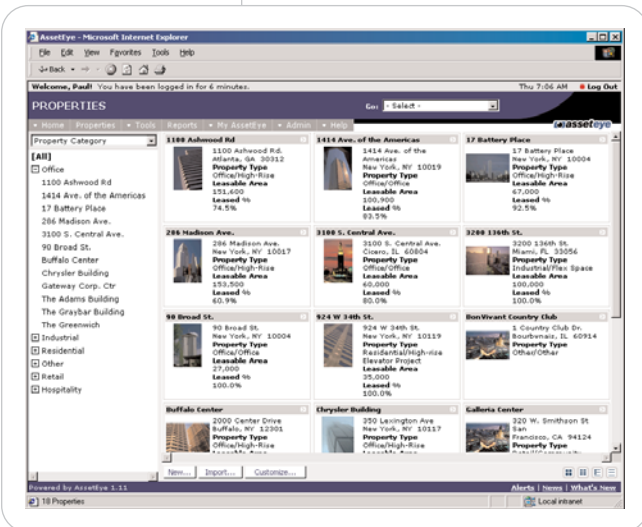 AssetEye - Microsoft Internet Explorer
File Edit View Favorites Tools Help
Back
Welcome, Paul! You have been logged in for 6 minutes. Thu 7:06 AM Log Out
PROPERTIES Go: - Select -
Home Properties Tools Reports My AssetEye Admin Help asseteye
Property Category
[All]
Office
1100 Ashwood Rd
1414 Ave. of the Americas
17 Battery Place
286 Madison Ave.
3100 S. Central Ave.
90 Broad St.
Buffalo Center
Chrysler Building
Gateway Corp. Ctr
The Adams Building
The Graybar Building
The Greenwich
Industrial
Residential
Other
Retail
Hospitality
1100 Ashwood Rd
1100 Ashwood Rd.
Atlanta, GA 30312
Property Type
Office/High-Rise
Leasable Area
151,600
Leased %
74.5%
1414 Ave. of the Americas
1414 Ave. of the
Americas
New York, NY 10019
Property Type
Office/Office
Leasable Area
100,900
Leased %
83.5%
17 Battery Place
17 Battery Place
New York, NY 10004
Property Type
Office/High-Rise
Leasable Area
67,000
Leased %
92.5%
286 Madison Ave.
286 Madison Ave.
New York, NY 10017
Property Type
Office/High-Rise
Leasable Area
153,500
Leased %
60.9%
3100 S. Central Ave.
3100 S. Central Ave.
Cicero, IL 60804
Property Type
Office/Office
Leasable Area
60,000
Leased %
80.0%
3200 136th St.
3200 136th St.
Miami, FL 33056
Property Type
Industrial/Flex Space
Leasable Area
100,000
Leased %
100.0%
90 Broad St.
90 Broad St.
New York, NY 10004
Property Type
Office/Office
Leasable Area
27,000
Leased %
100.0%
924 W 34th St.
924 W 34th St.
New York, NY 10119
Property Type
Residential/High-rise
Elevator Project
Leasable Area
35,000
Leased %
100.0%
BonVivant Country Club
1 Country Club Dr.
Bourbonais, IL 60914
Property Type
Other/Other
Buffalo Center
2000 Center Drive
Buffalo, NY 12301
Property Type
Office/High-Rise
Leasable Area
Chrysler Building
350 Lexington Ave
New York, NY 10117
Property Type
Office/High-Rise
Leasable Area
Galleria Center
320 W. Smithson St
San
Francisco, CA 94124
Property Type
New... Import... Customize...
Powered by AssetEye 1.11 Alerts | News | What's New
18 Properties Local intranet